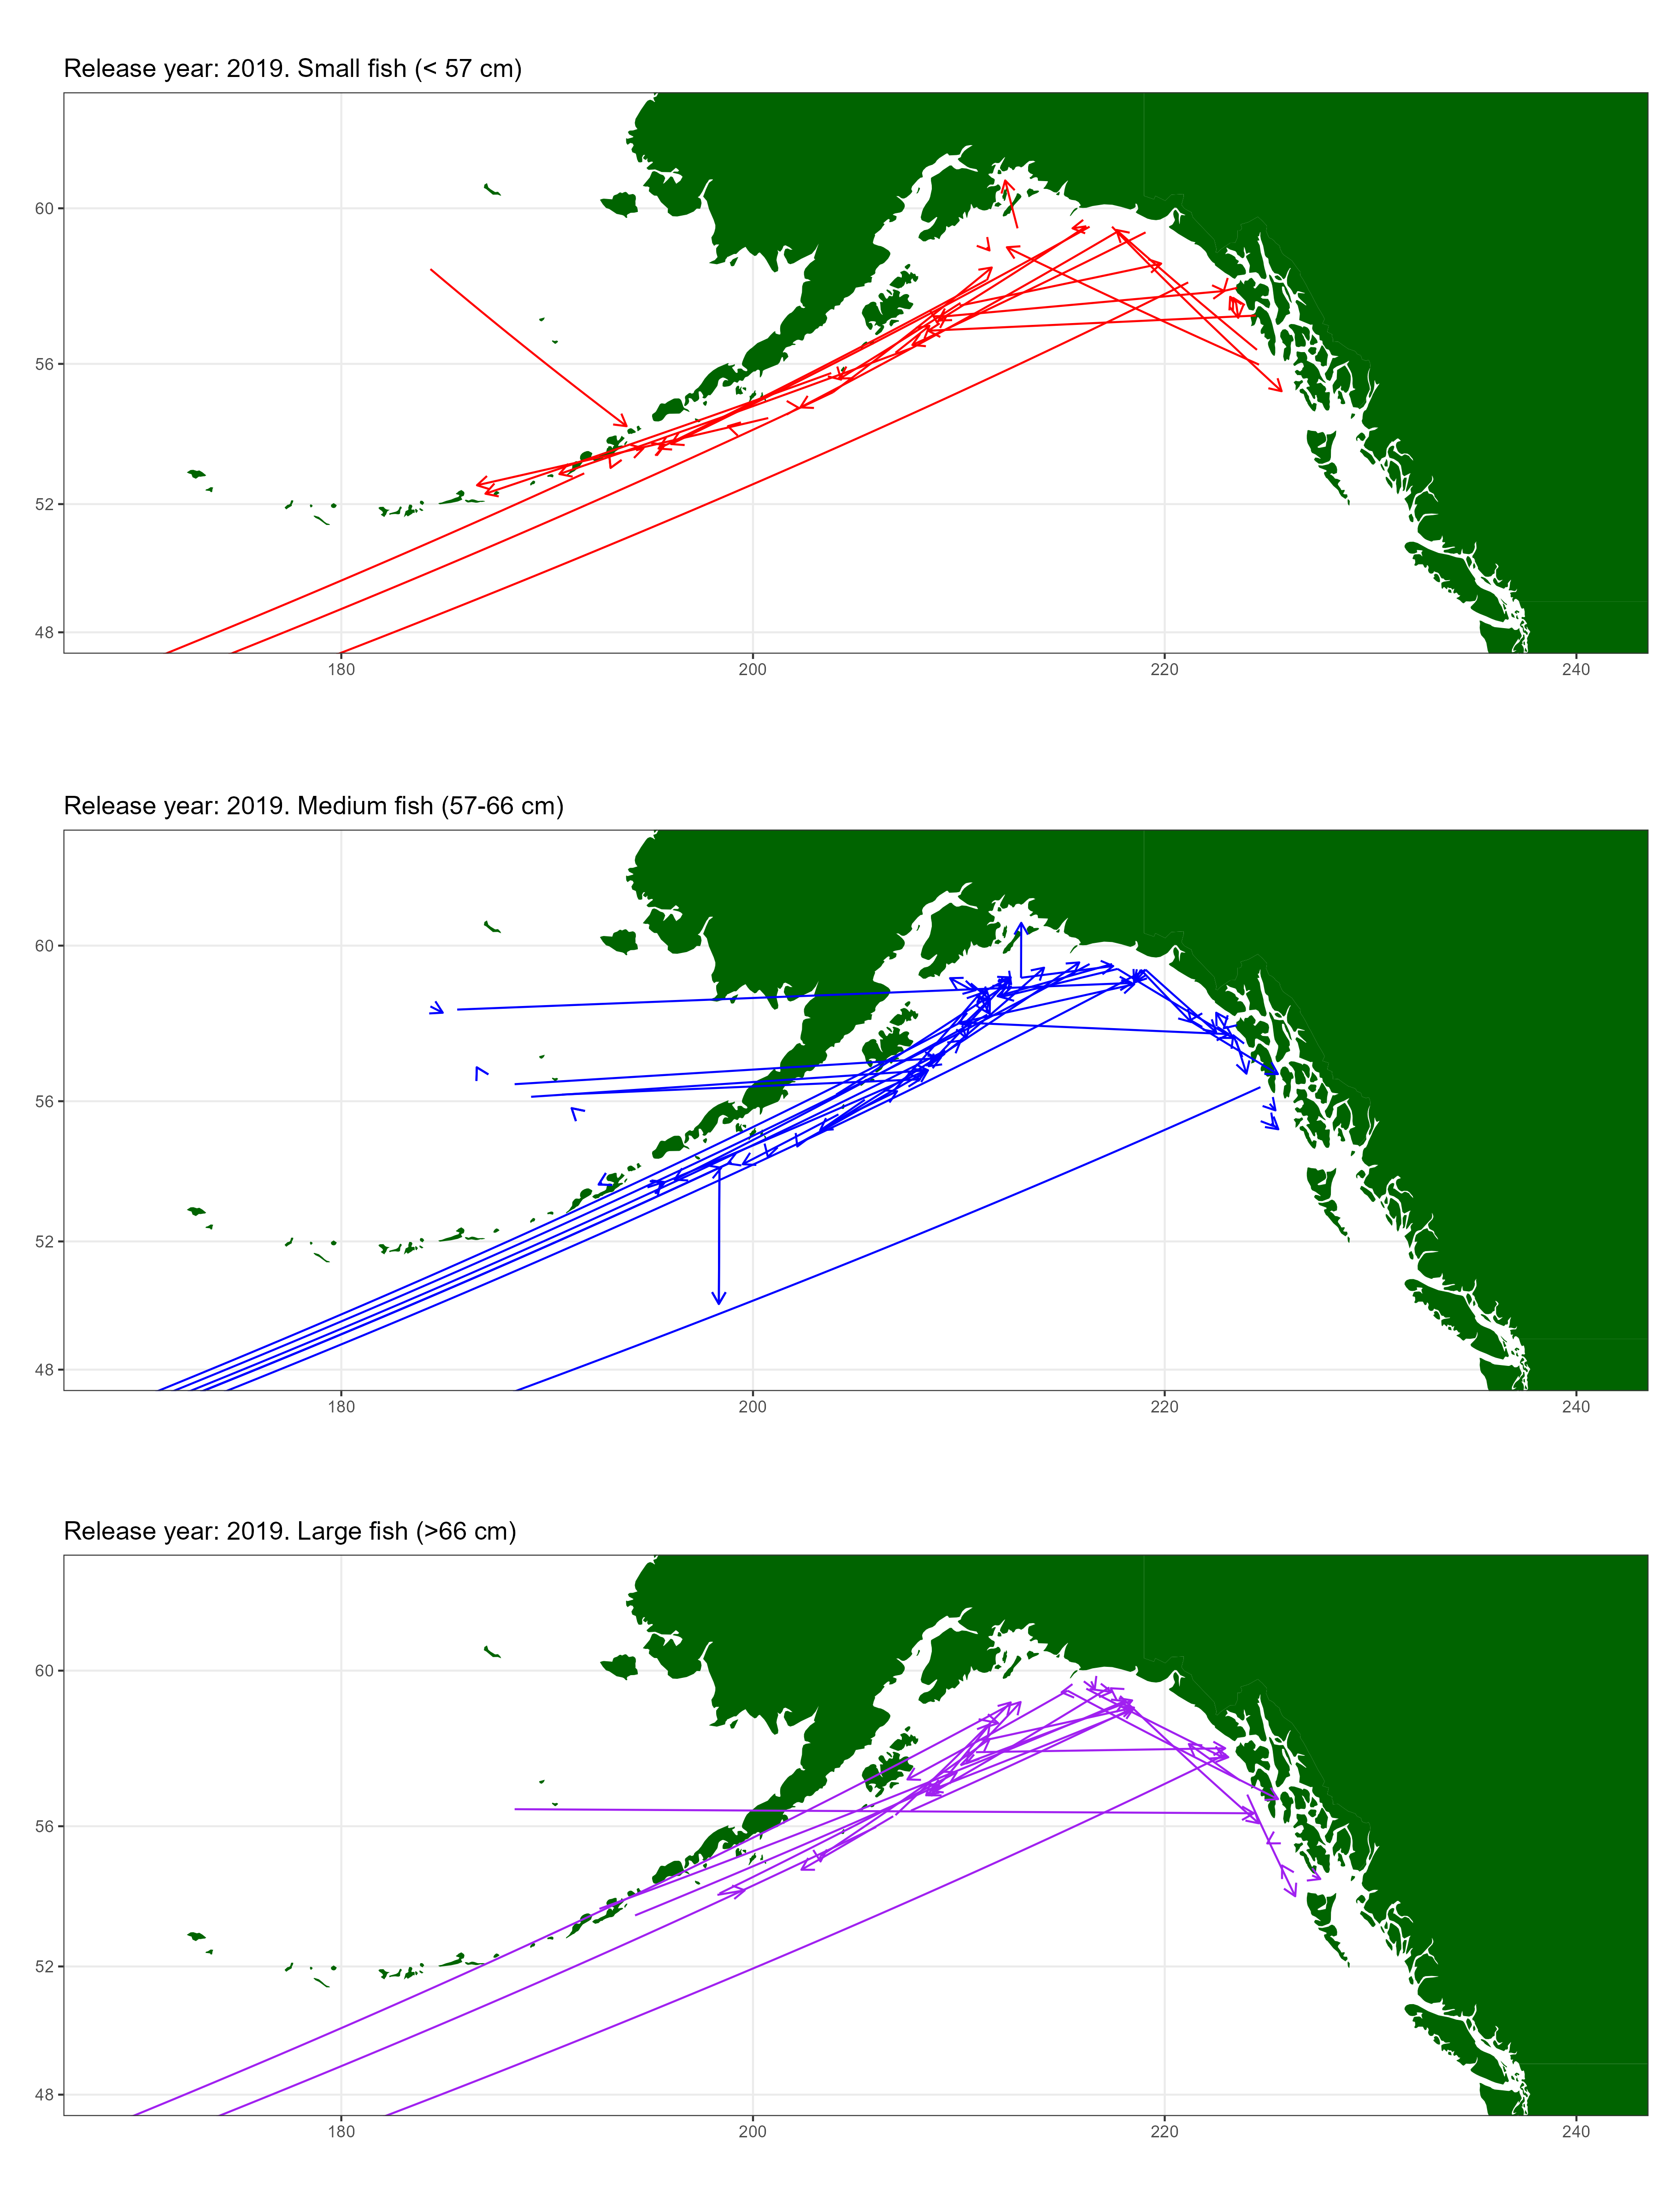 Release year: 2019. Small fish (< 57 cm)
60
56
52
48
180 200 220 240
Release year: 2019. Medium fish (57-66 cm)
60
56
52
48
180 200 220 240
Release year: 2019. Large fish (>66 cm)
60
56
52
48
180 200 220 240